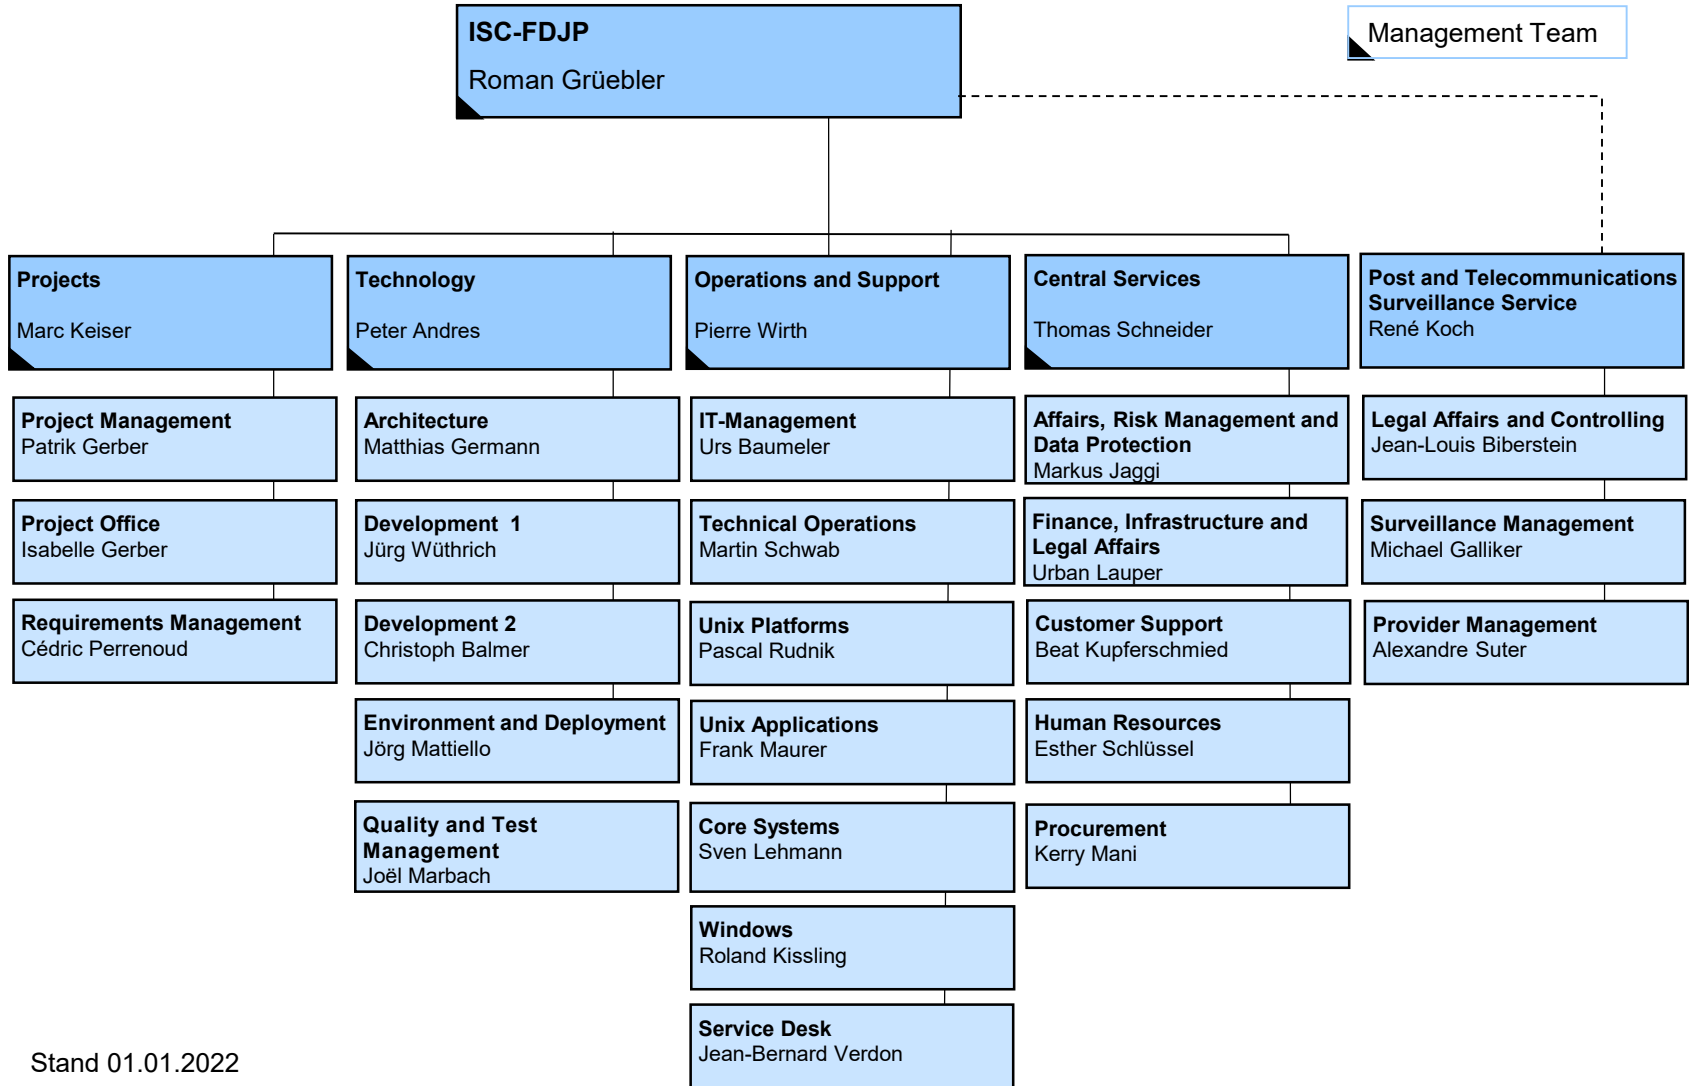 ISC-FDJP
Roman Grüebler
Management Team
Projects
Marc Keiser
Technology
Peter Andres
Operations and Support
Pierre Wirth
Central Services
Thomas Schneider
Post and Telecommunications
Surveillance Service
René Koch
Project Management
Patrik Gerber
Project Office
Isabelle Gerber
Requirements Management
Cédric Perrenoud
Architecture
Matthias Germann
Development 1
Jürg Wüthrich
Development 2
Christoph Balmer
Environment and Deployment
Jörg Mattiello
Quality and Test
Management
Joël Marbach
IT-Management
Urs Baumeler
Technical Operations
Martin Schwab
Unix Platforms
Pascal Rudnik
Unix Applications
Frank Maurer
Core Systems
Sven Lehmann
Windows
Roland Kissling
Service Desk
Jean-Bernard Verdon
Affairs, Risk Management and
Data Protection
Markus Jaggi
Finance, Infrastructure and
Legal Affairs
Urban Lauper
Customer Support
Beat Kupferschmied
Human Resources
Esther Schlüssel
Procurement
Kerry Mani
Legal Affairs and Controlling
Jean-Louis Biberstein
Surveillance Management
Michael Galliker
Provider Management
Alexandre Suter
Stand 01.01.2022